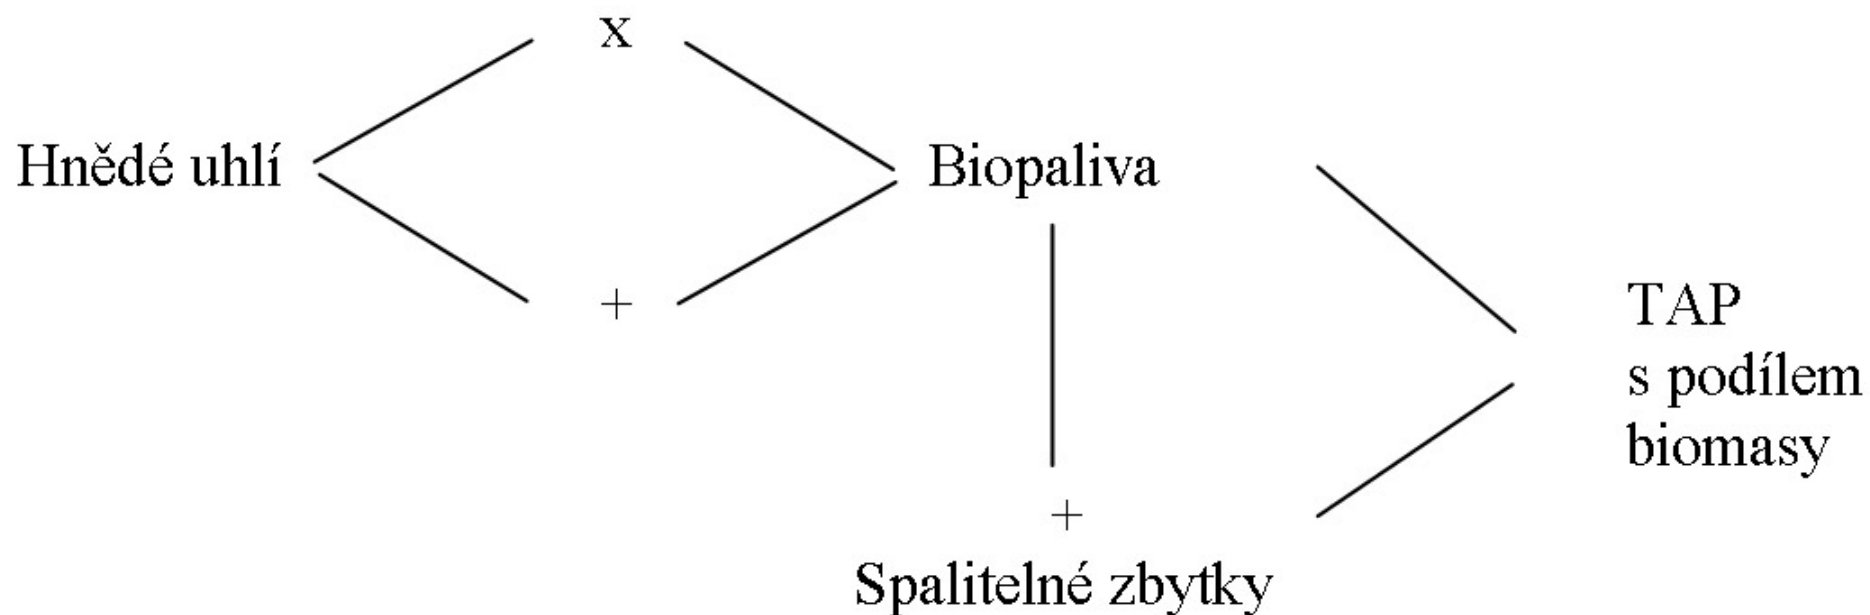 x
Hnědé uhlí
Biopaliva
+
TAP
s podílem
biomasy
+
Spalitelné zbytky